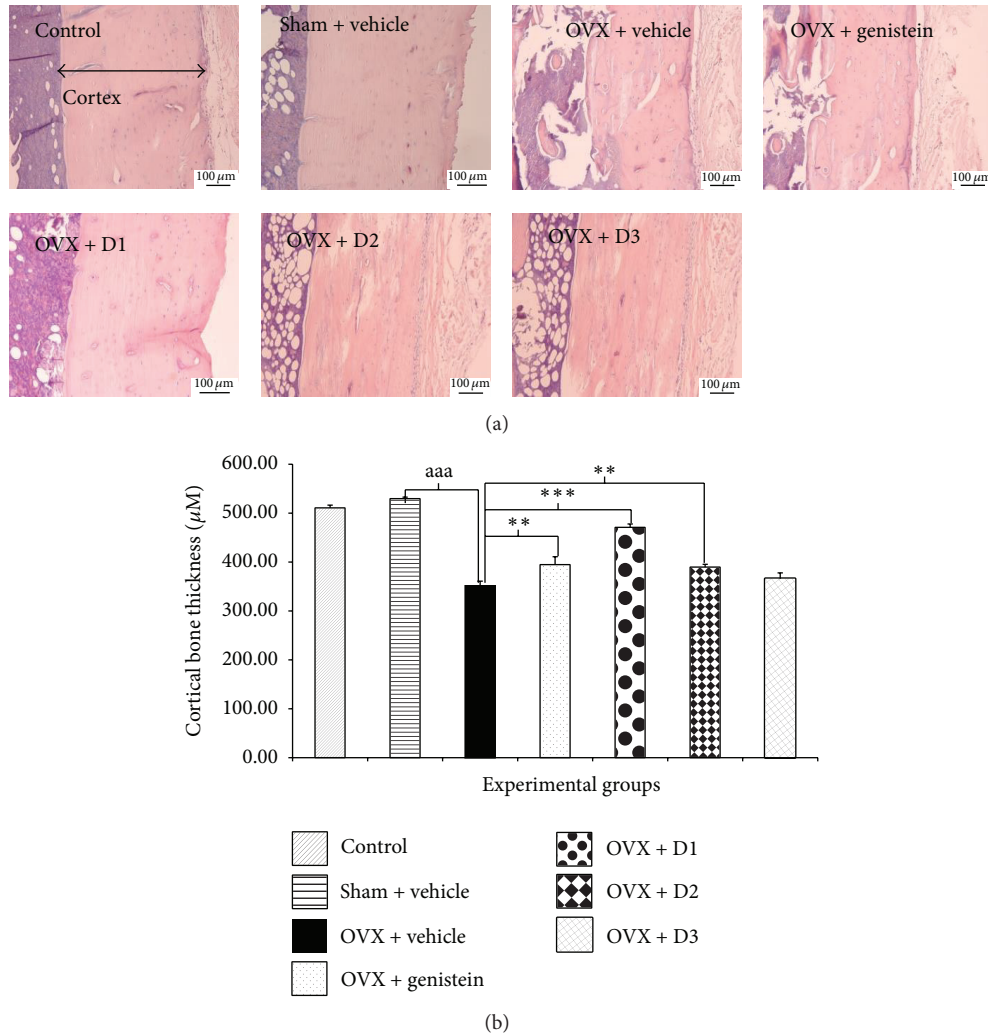 Control
Cortex
100 μm
Sham + vehicle
100 μm
OVX + vehicle
100 μm
OVX + genistein
100 μm
OVX + D1
100 μm
OVX + D2
100 μm
OVX + D3
100 μm
(a)
Cortical bone thickness (μM)
600.00
500.00
400.00
300.00
200.00
100.00
0.00
aaa
**
***
**
Experimental groups
Control
Sham + vehicle
OVX + vehicle
OVX + genistein
OVX + D1
OVX + D2
OVX + D3
(b)